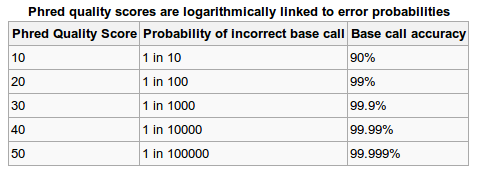 Phred quality scores are logarithmically linked to error probabilities
Phred Quality Score Probability of incorrect base call Base call accuracy
10 1 in 10 90%
20 1 in 100 99%
30 1 in 1000 99.9%
40 1 in 10000 99.99%
50 1 in 100000 99.999%